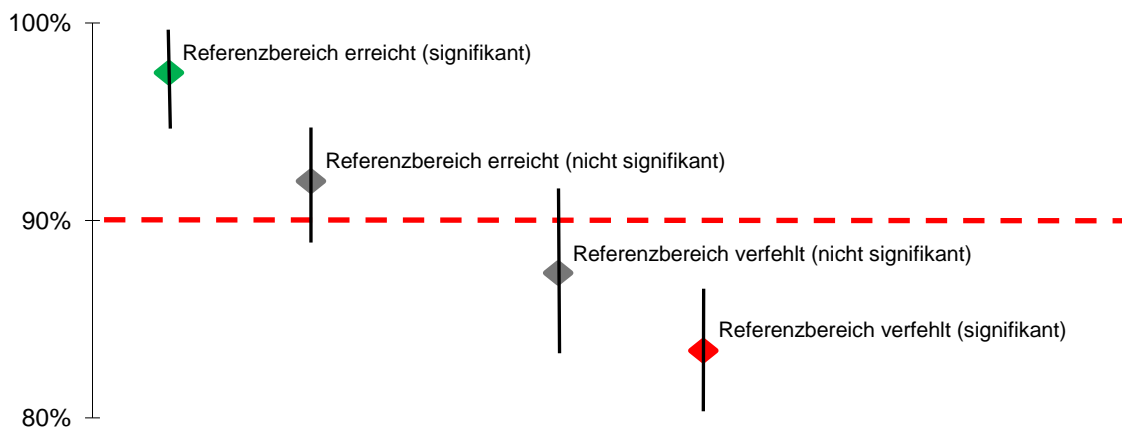 100%
Referenzbereich erreicht (signifikant)
Referenzbereich erreicht (nicht signifikant)
90%
Referenzbereich verfehlt (nicht signifikant)
Referenzbereich verfehlt (signifikant)
80%